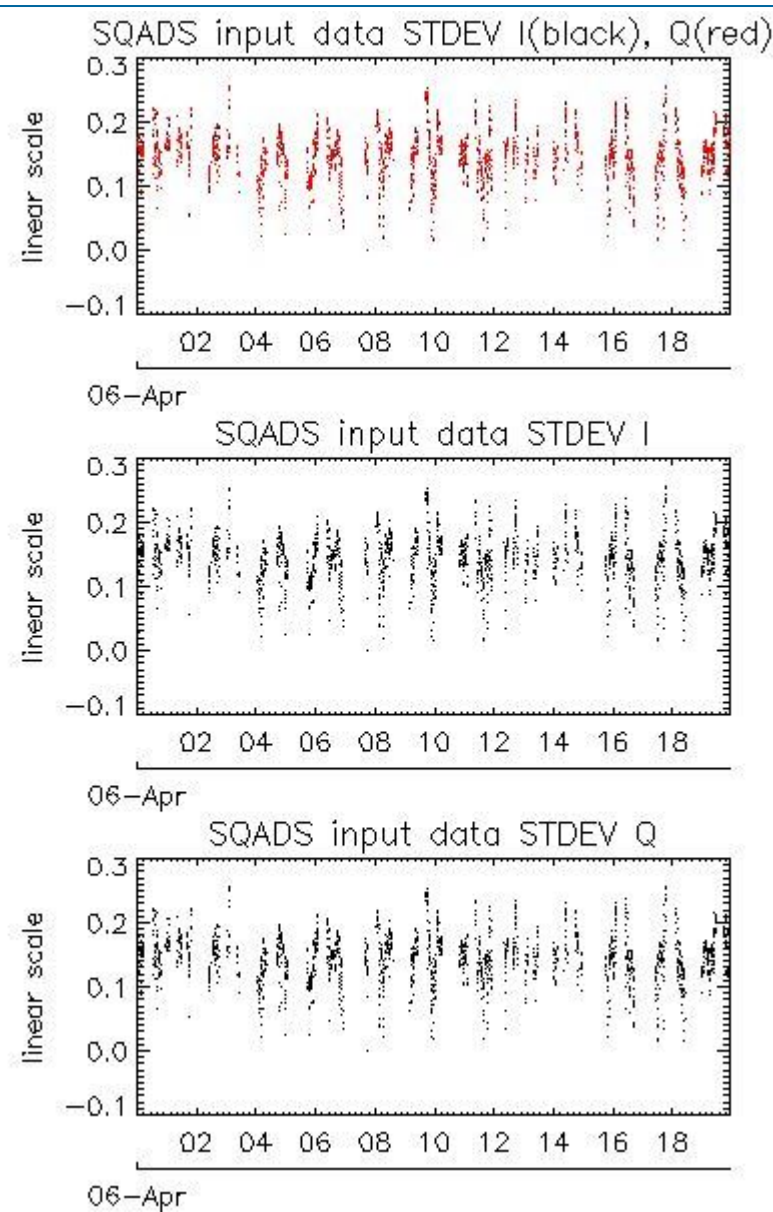 SQADS input data STDEV I(black), Q(red)
0.3
0.2
0.1
0.0
−0.1
linear scale
02 04 06 08 10 12 14 16 18
06−Apr
SQADS input data STDEV I
0.3
0.2
0.1
0.0
−0.1
linear scale
02 04 06 08 10 12 14 16 18
06−Apr
SQADS input data STDEV Q
0.3
0.2
0.1
0.0
−0.1
linear scale
02 04 06 08 10 12 14 16 18
06−Apr